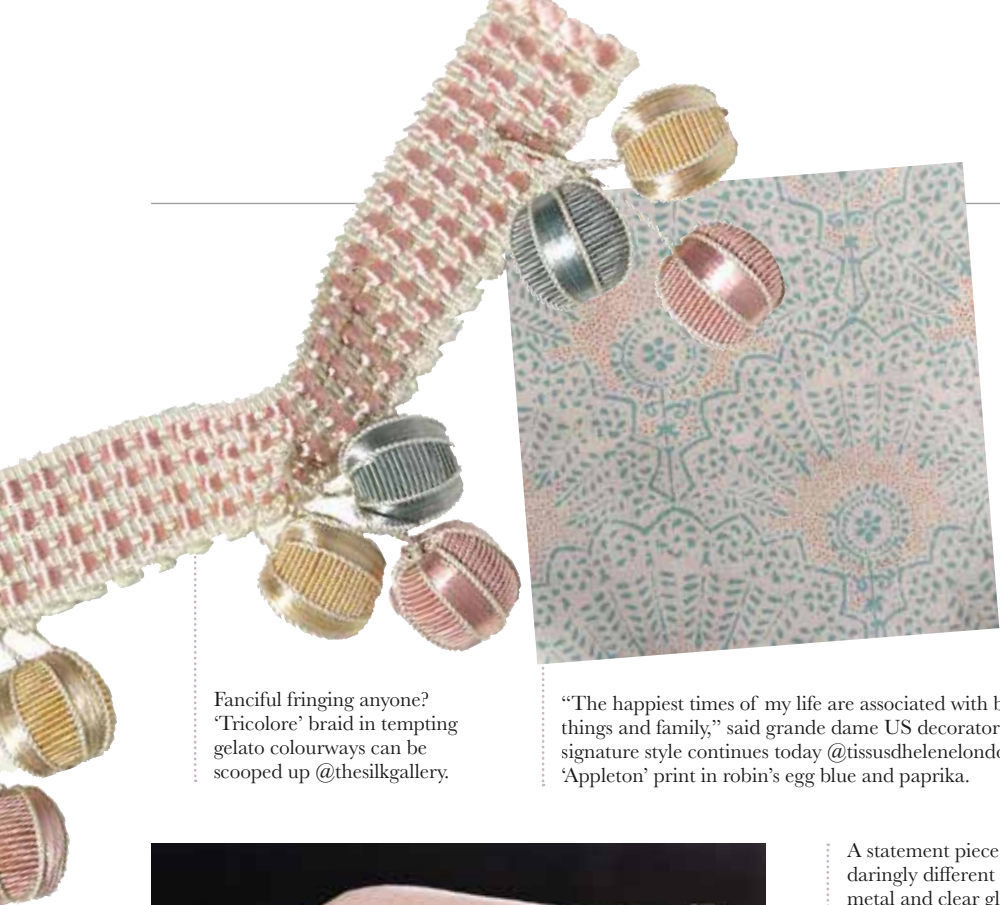 Fanciful fringing anyone?
‘Tricolore’ braid in tempting
gelato colourways can be
scooped up @thesilkgallery.
“The happiest times of my life are associated with
things and family,” said grande dame US decorator
signature style continues today
‘Appleton’ print in robin’s egg blue and paprika.
A statement piece
daringly different
metal and clear